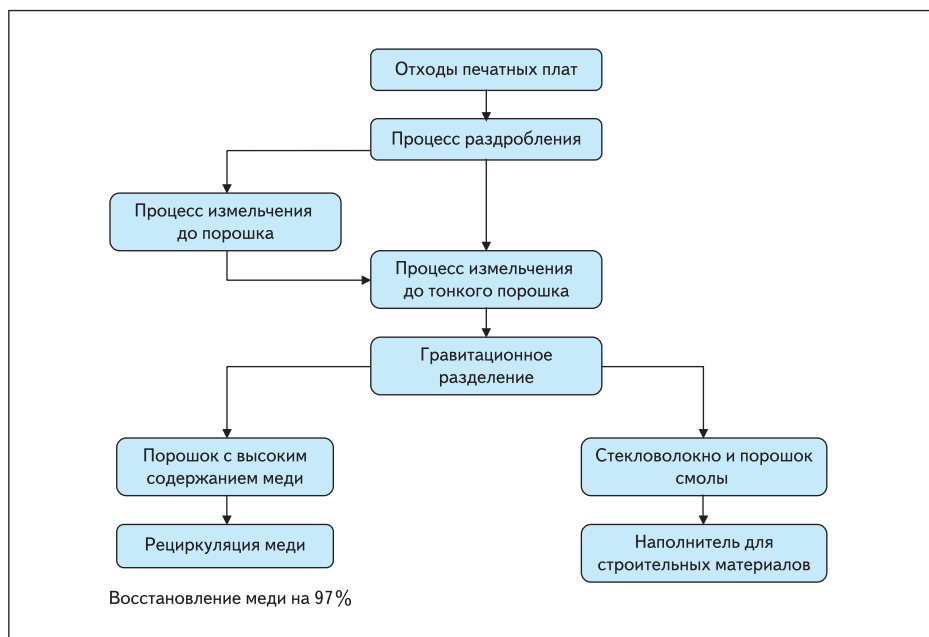 Отходы печатных плат
Процесс раздробления
Процесс измельчения
до порошка
Процесс измельчения
до тонкого порошка
Гравитационное
разделение
Порошок с высоким
содержанием меди
Стекловолокно и порошок
смолы
Рециркуляция меди
Наполнитель для
строительных материалов
Восстановление меди на 97%